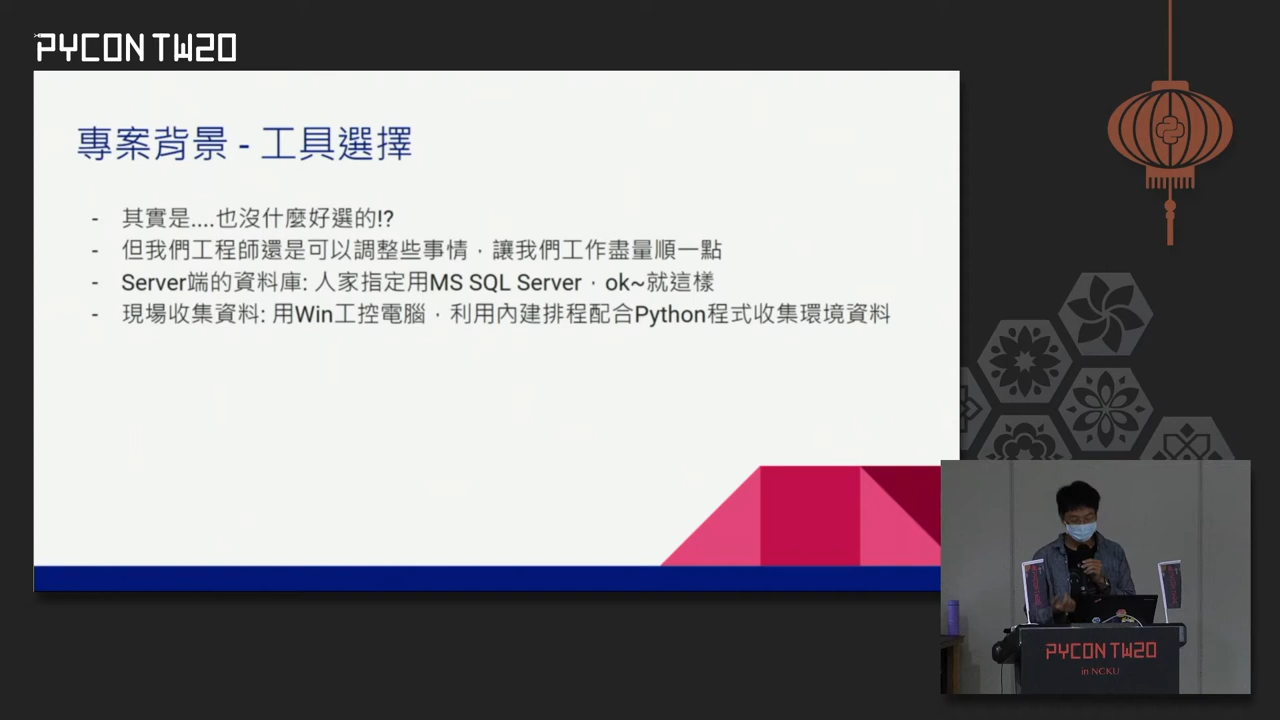 PYCON TW20
專案背景 - 工具選擇
- 其實是....也沒什麼好選的!?
- 但我們工程師還是可以調整些事情，讓我們工作盡量順一點
- Server端的資料庫: 人家指定用MS SQL Server，ok~就這樣
- 現場收集資料: 用Win工控電腦，利用內建排程配合Python程式收集環境資料
PYCON TW20
in NCKU